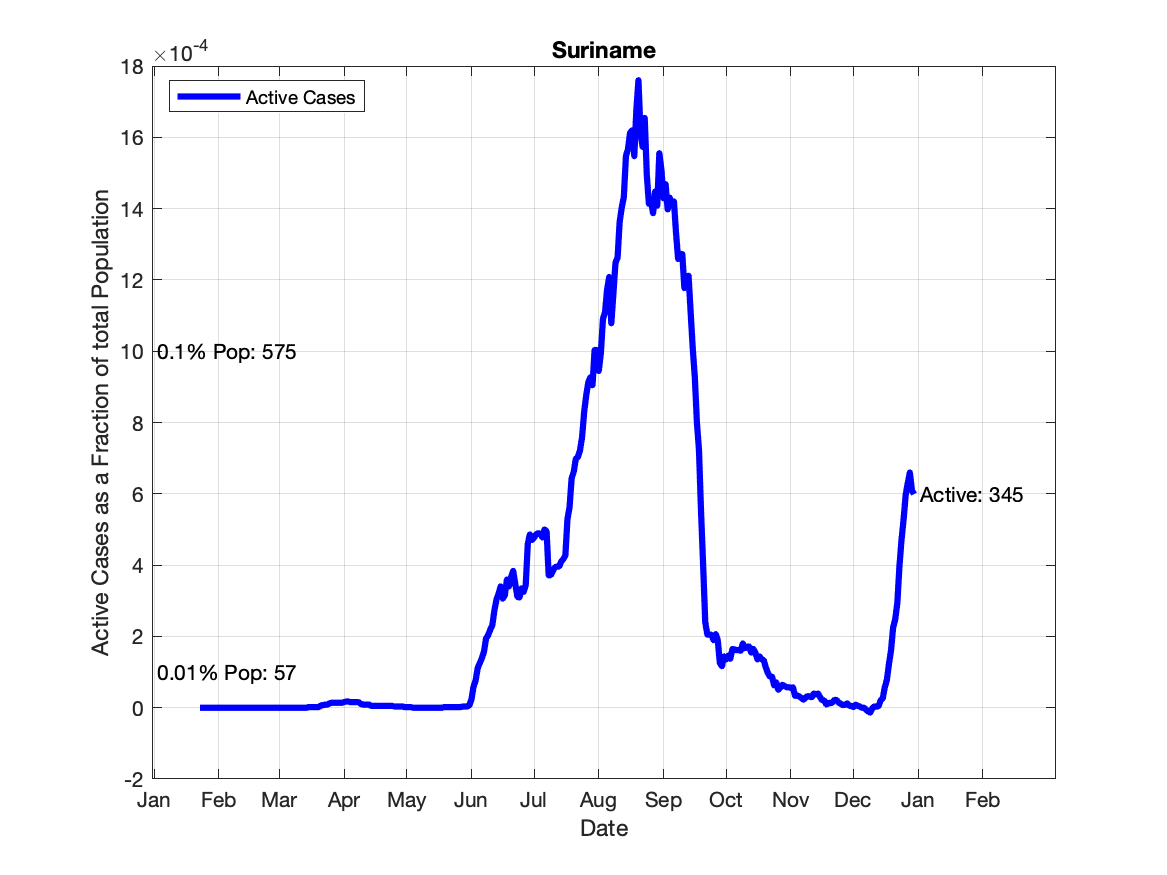 Suriname
×10-4
18
Active Cases
16
14
12
0.1% Pop: 575
10
8
6
Active: 345
4
2
0.01% Pop: 57
0
-2
Jan Feb Mar Apr May Jun Jul Aug Sep Oct Nov Dec Jan Feb
Date
Active Cases as a Fraction of total Population